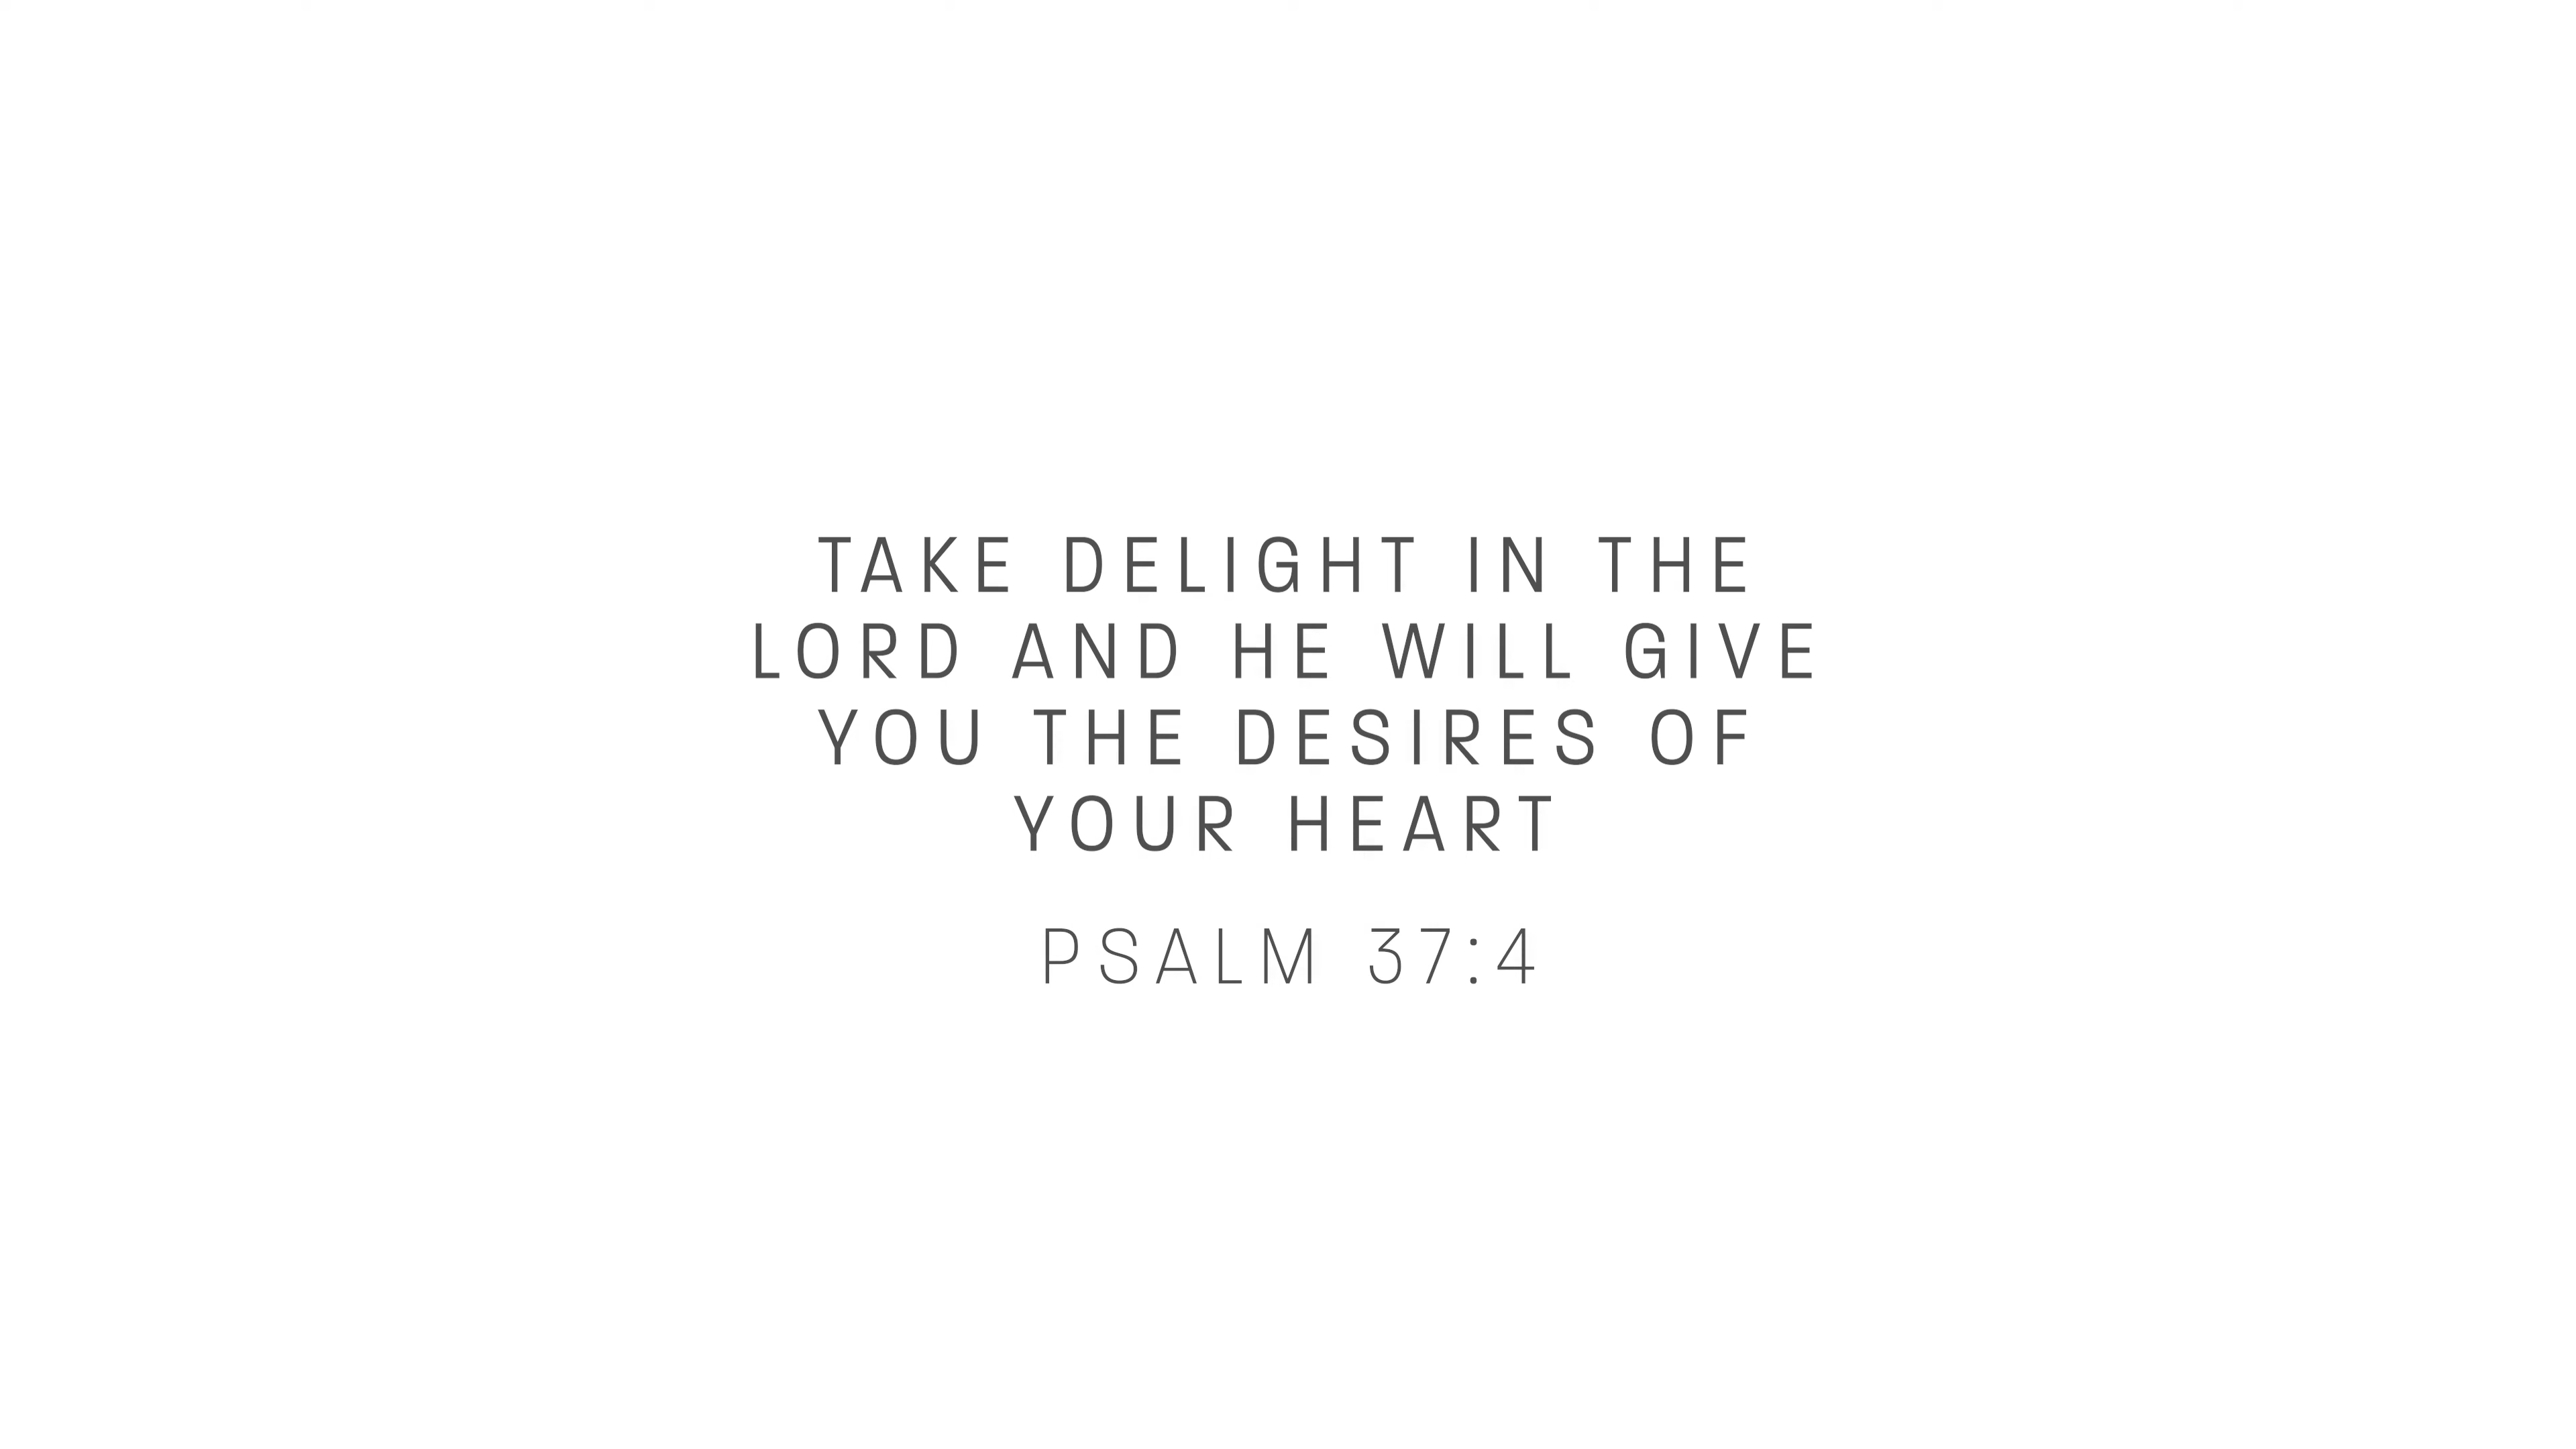 TAKE DELIGHT IN THE
LORD AND HE WILL GIVE
YOU THE DESIRES OF
YOUR HEART
PSALM 37:4